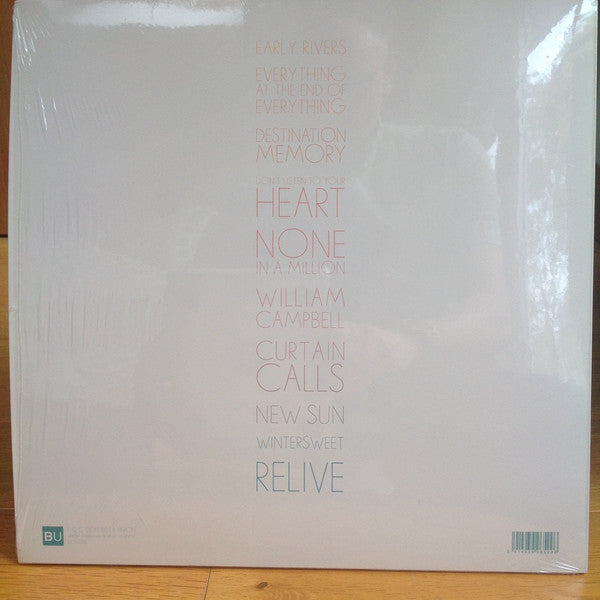 EARLY RIVERS
EVERYTHING
AT THE END OF
EVERYTHING
DESTINATION
MEMORY
DON'T LISTEN TO YOUR
HEART
NONE
IN A MILLION
WILLIAM
CAMPBELL
CURTAIN
CALLS
NEW SUN
WINTERSWEET
RELIVE
BU